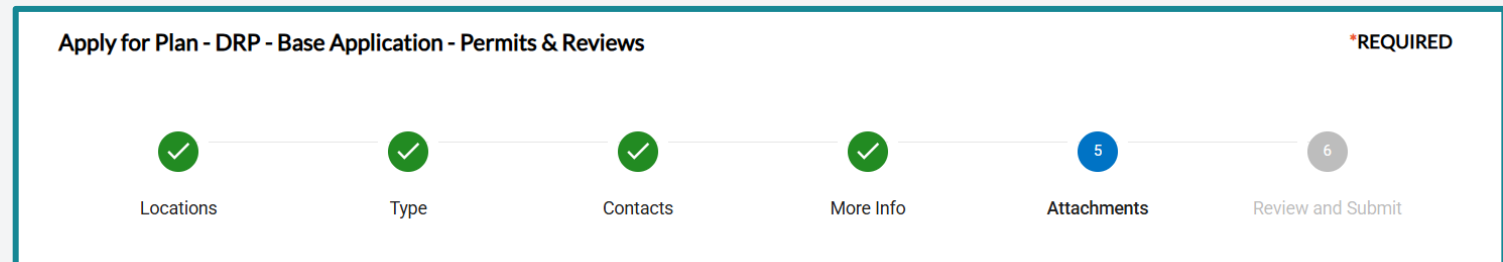 Apply for Plan - DRP - Base Application - Permits & Reviews
*REQUIRED
5
6
Locations
Type
Contacts
More Info
Attachments
Review and Submit